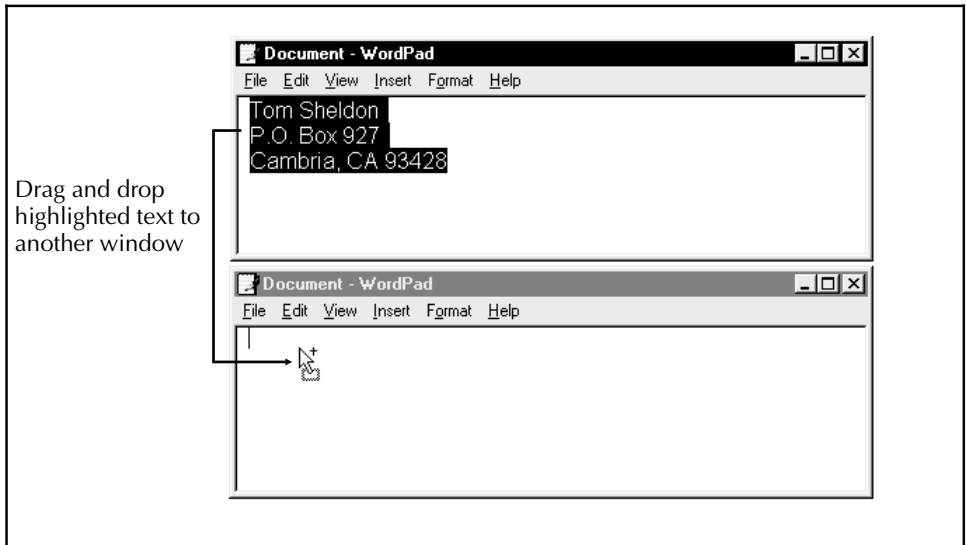 Document - WordPad
File Edit View Insert Format Help
Tom Sheldon
P.O. Box 927
Cambria, CA 93428
Drag and drop
highlighted text to
another window
Document - WordPad
File Edit View Insert Format Help